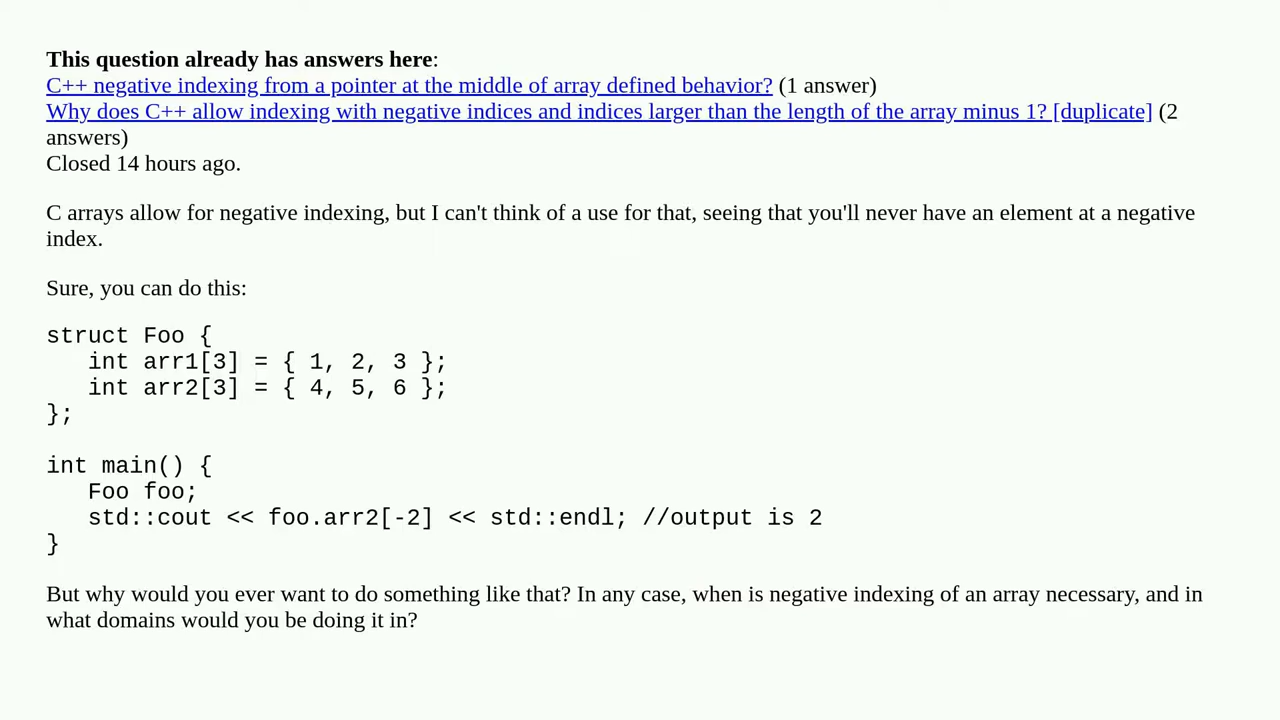 This question already has answers here:
C++ negative indexing from a pointer at the middle of array defined behavior? (1 answer)
Why does C++ allow indexing with negative indices and indices larger than the length of the array minus 1? [duplicate] (2
answers)
Closed 14 hours ago.
C arrays allow for negative indexing, but I can't think of a use for that, seeing that you'll never have an element at a negative
index.
Sure, you can do this:
struct Foo {
   int arr1[3] = { 1, 2, 3 };
   int arr2[3] = { 4, 5, 6 };
};
int main() {
   Foo foo;
   std::cout << foo.arr2[-2] << std::endl; //output is 2
}
But why would you ever want to do something like that? In any case, when is negative indexing of an array necessary, and in
what domains would you be doing it in?